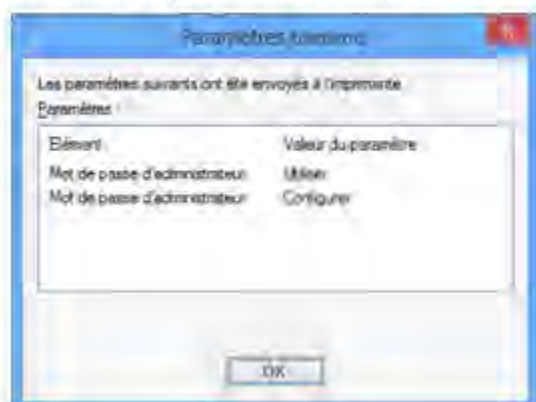 Paramètres transmis
Les paramètres suivants ont été envoyés à l'imprimante.
Paramètres :
Elément Valeur du paramètre
Mot de passe d'administrateur Utiliser
Mot de passe d'administrateur Configurer
OK